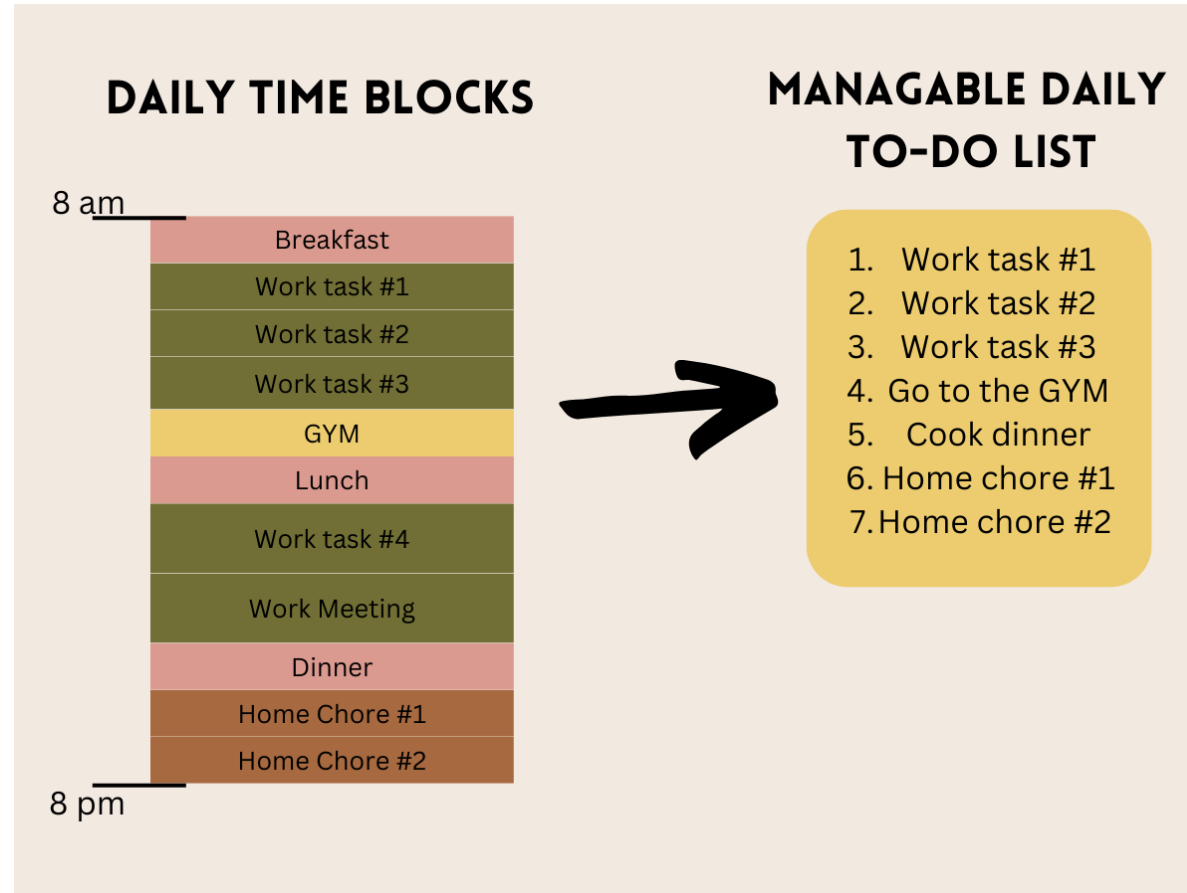 DAILY TIME BLOCKS
8 am
Breakfast
Work task #1
Work task #2
Work task #3
GYM
Lunch
Work task #4
Work Meeting
Dinner
Home Chore #1
Home Chore #2
8 pm
MANAGABLE DAILY
TO-DO LIST
1. Work task #1
2. Work task #2
3. Work task #3
4. Go to the GYM
5. Cook dinner
6. Home chore #1
7. Home chore #2